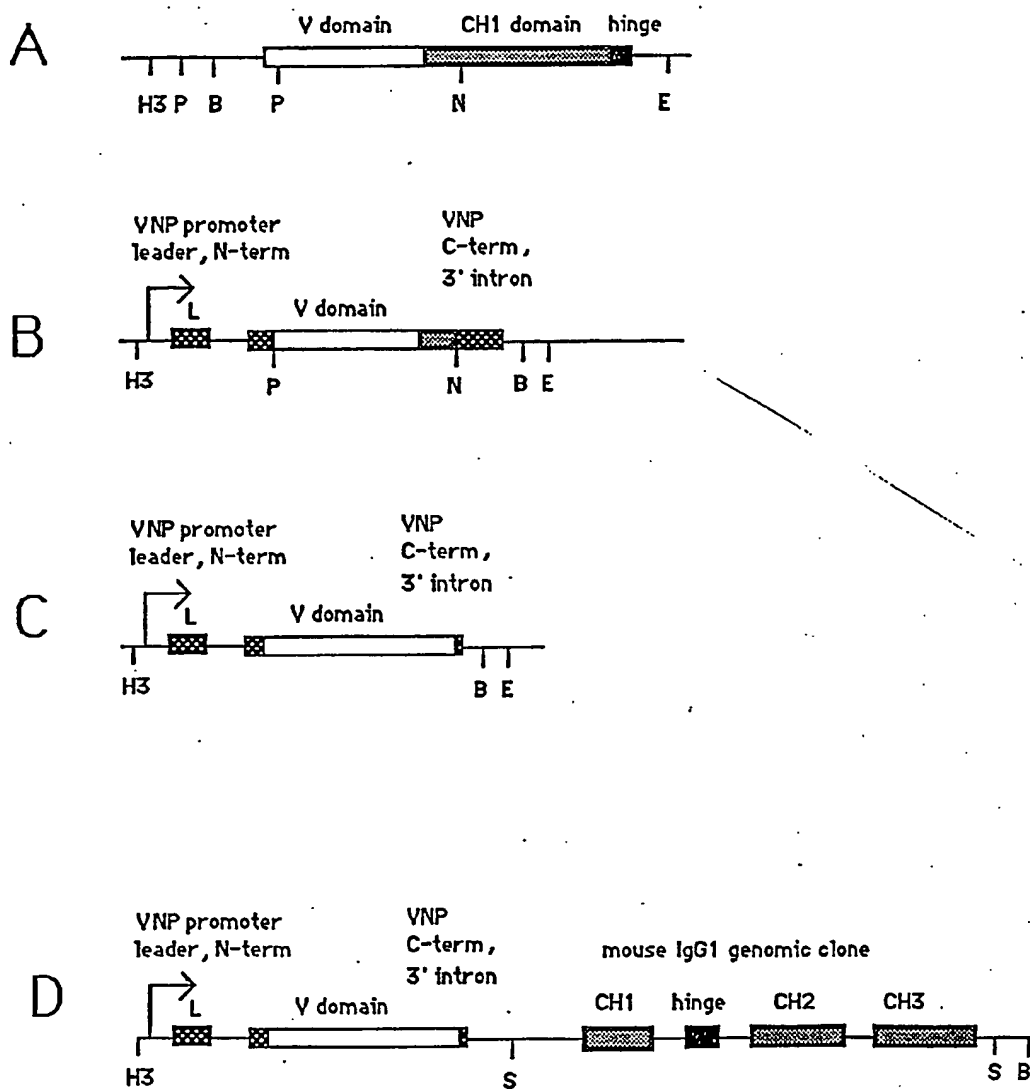 A
V domain
CH1 domain
hinge
H3 P B P N E
B
VNP promoter
leader, N-term
VNP
C-term,
3' intron
L
V domain
H3 P N B E
C
VNP promoter
leader, N-term
VNP
C-term,
3' intron
L
V domain
H3 B E
D
VNP promoter
leader, N-term
VNP
C-term,
3' intron
mouse IgG1 genomic clone
L
V domain
CH1
hinge
CH2
CH3
H3 S S B